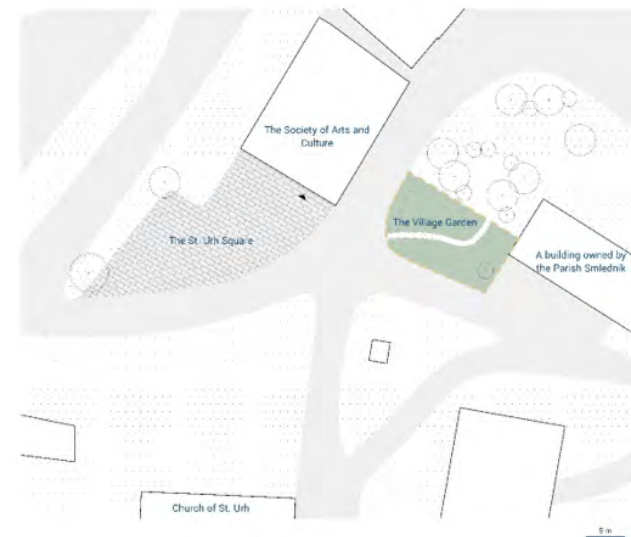 The Society of Arts and
Culture
The Village Garden
The St. Urh Square
A building owned by
the Parish Smlednik
Church of St. Urh
5 m